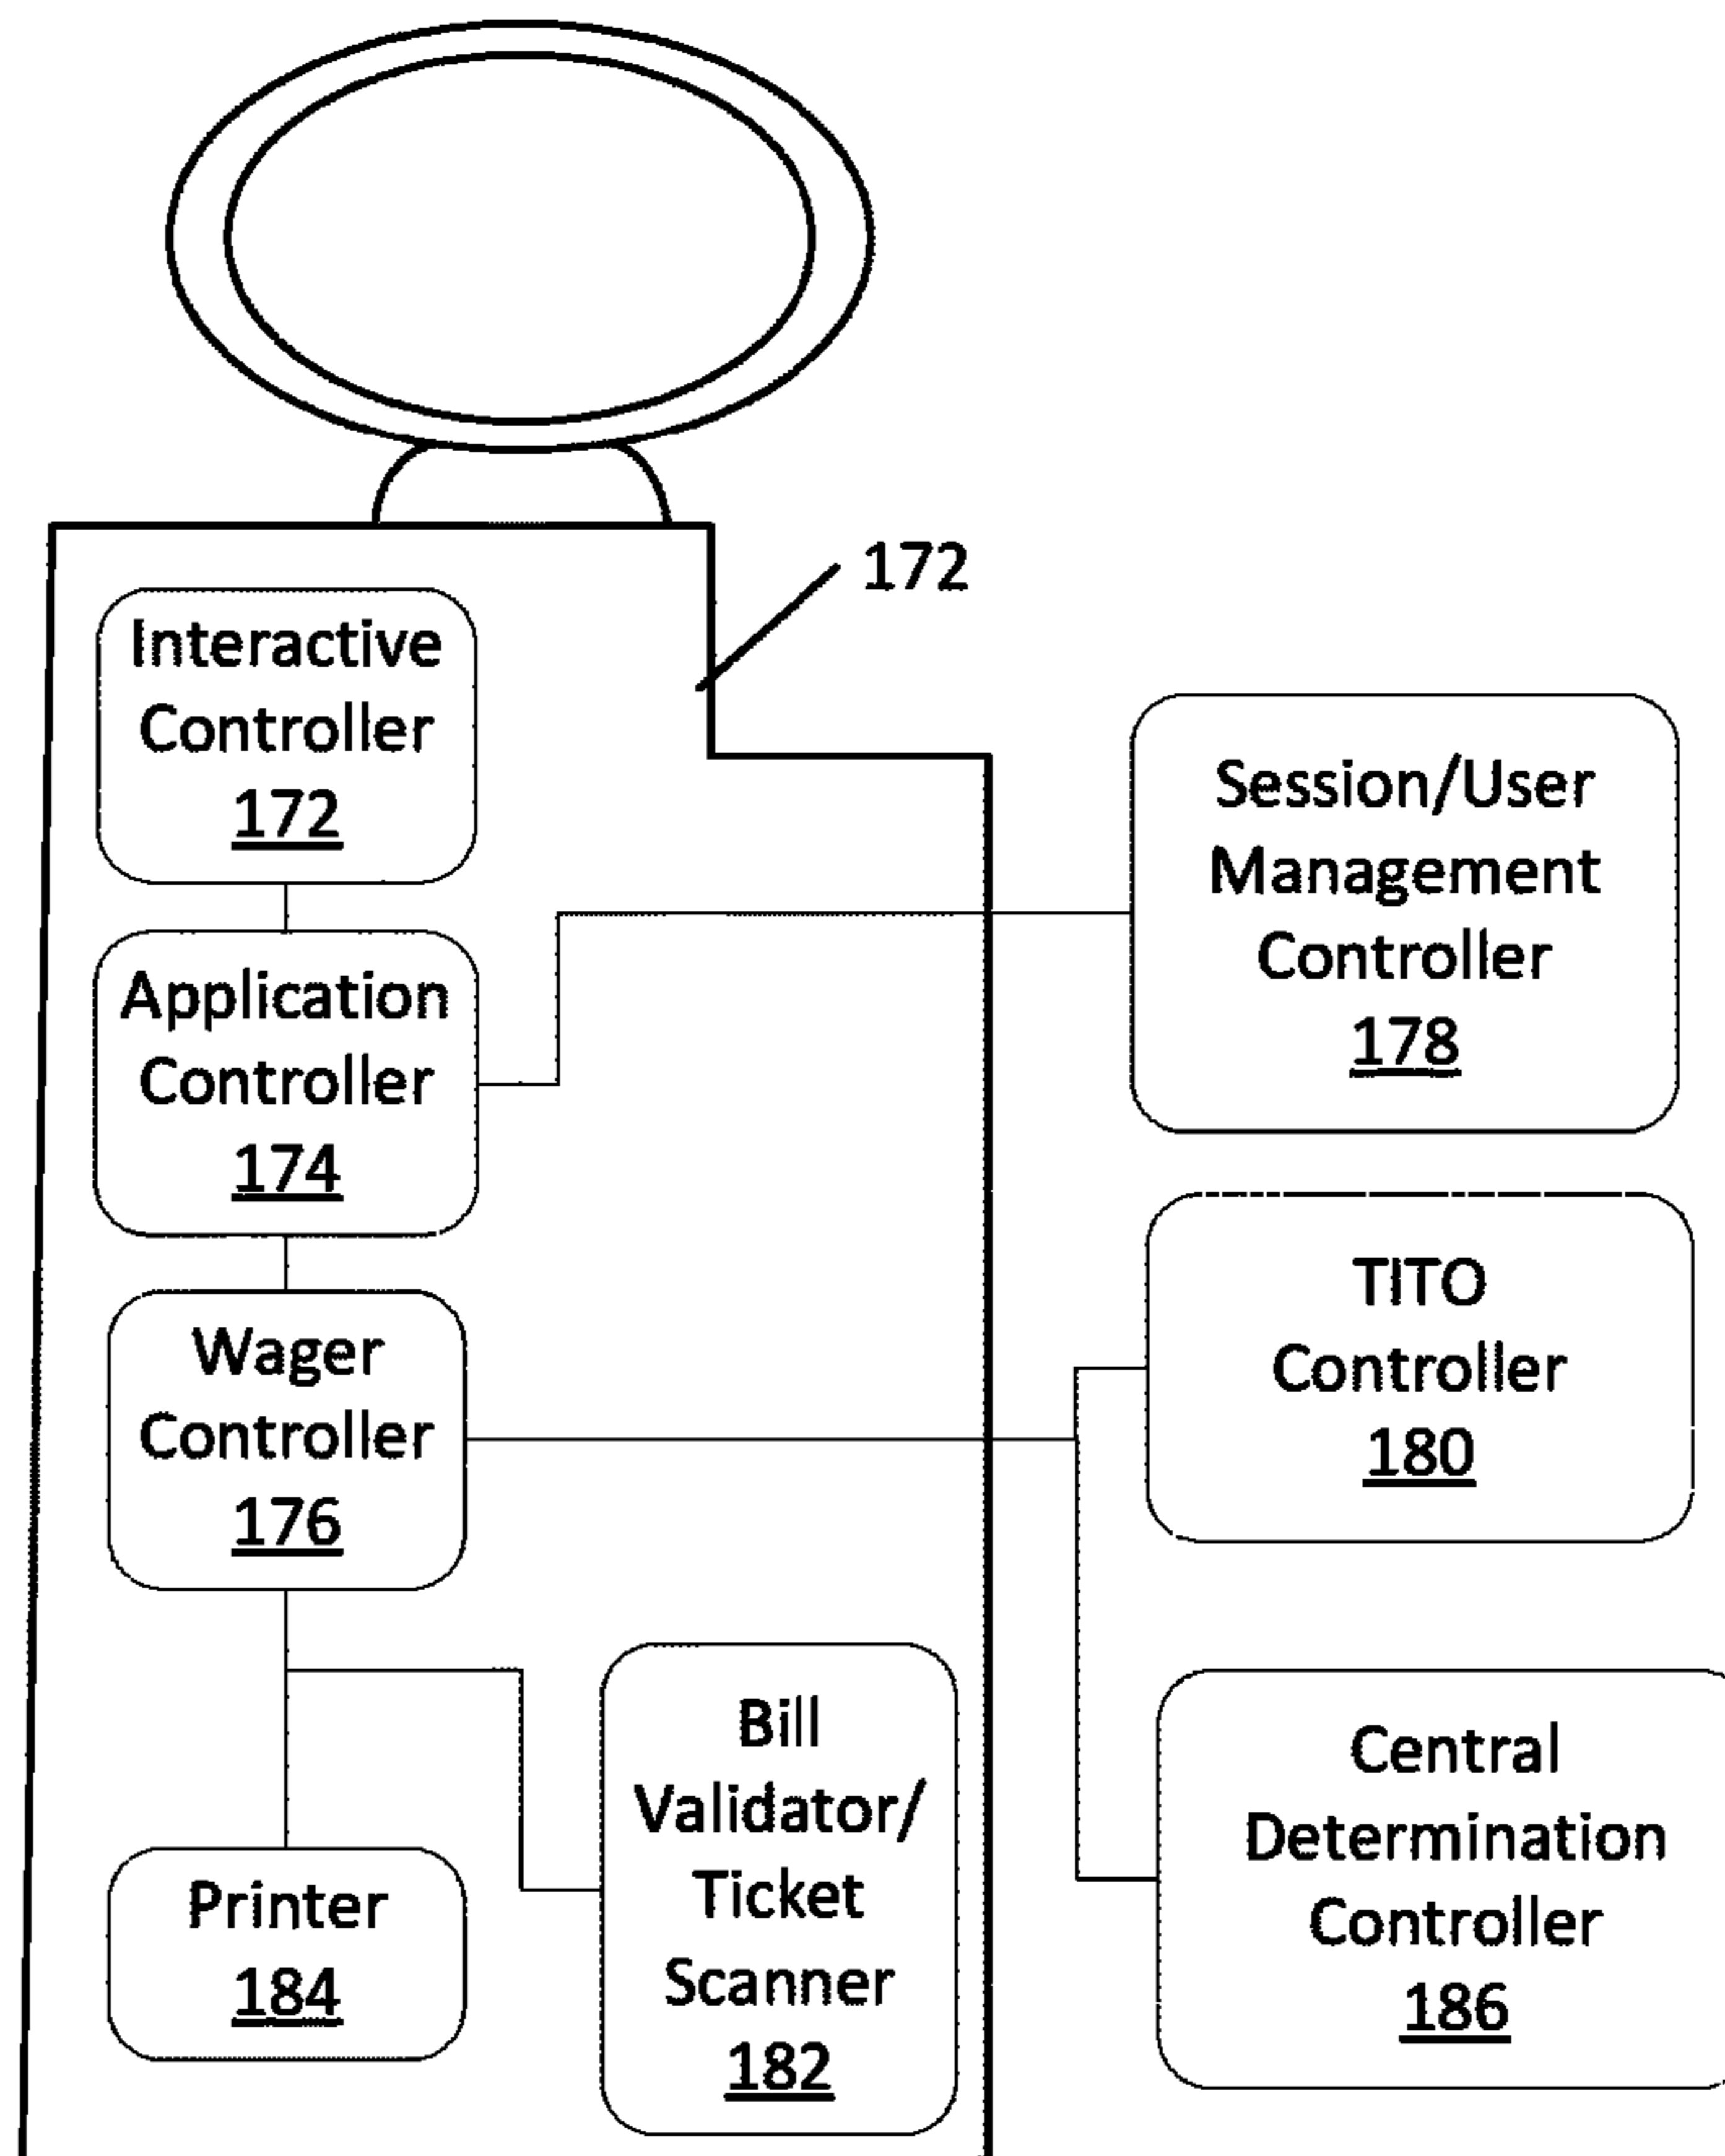 172
Interactive
Controller
172
Application
Controller
174
Wager
Controller
176
Printer
184
Bill
Validator/
Ticket
Scanner
182
Session/User
Management
Controller
178
TITO
Controller
180
Central
Determination
Controller
186